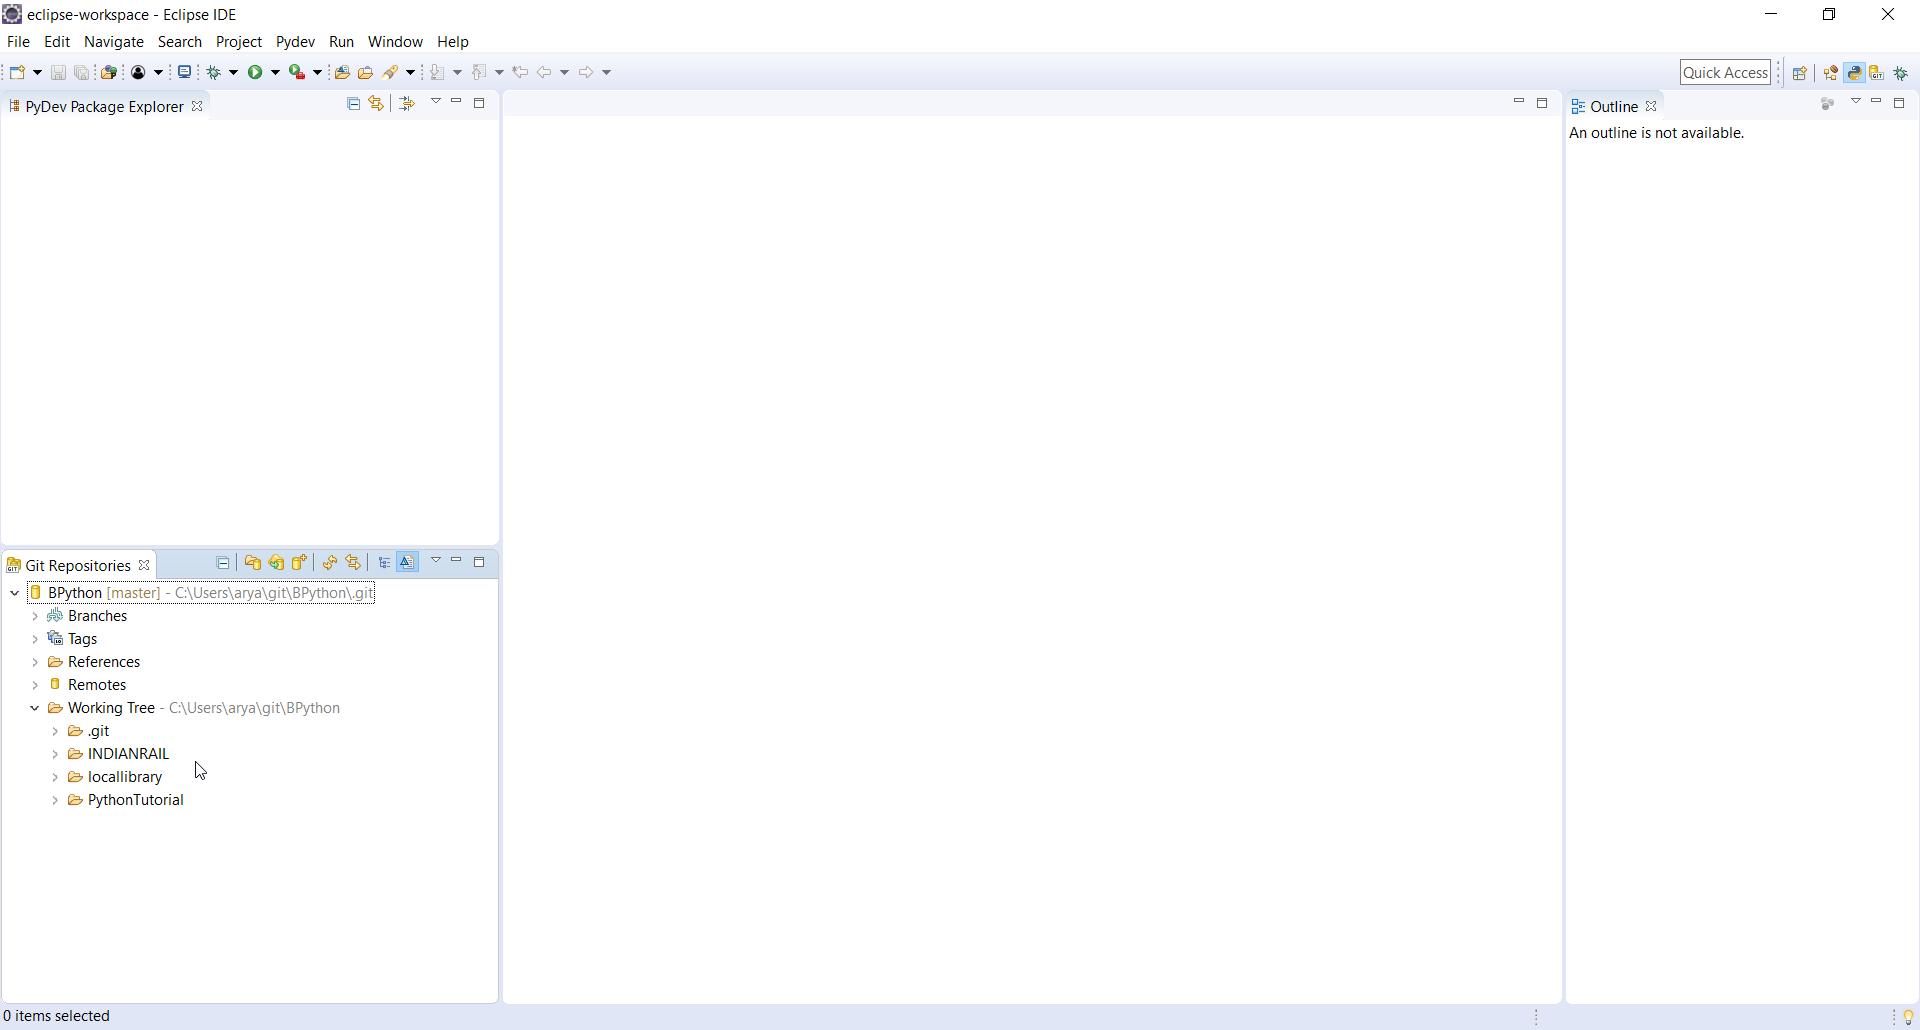 eclipse-workspace - Eclipse IDE
File Edit Navigate Search Project Pydev Run Window Help
Quick Access
PyDev Package Explorer
Outline
An outline is not available.
Git Repositories
BPython [master] - C:\Users\arya\git\BPython\.git
Branches
Tags
References
Remotes
Working Tree - C:\Users\arya\git\BPython
.git
INDIANRAIL
locallibrary
PythonTutorial
0 items selected